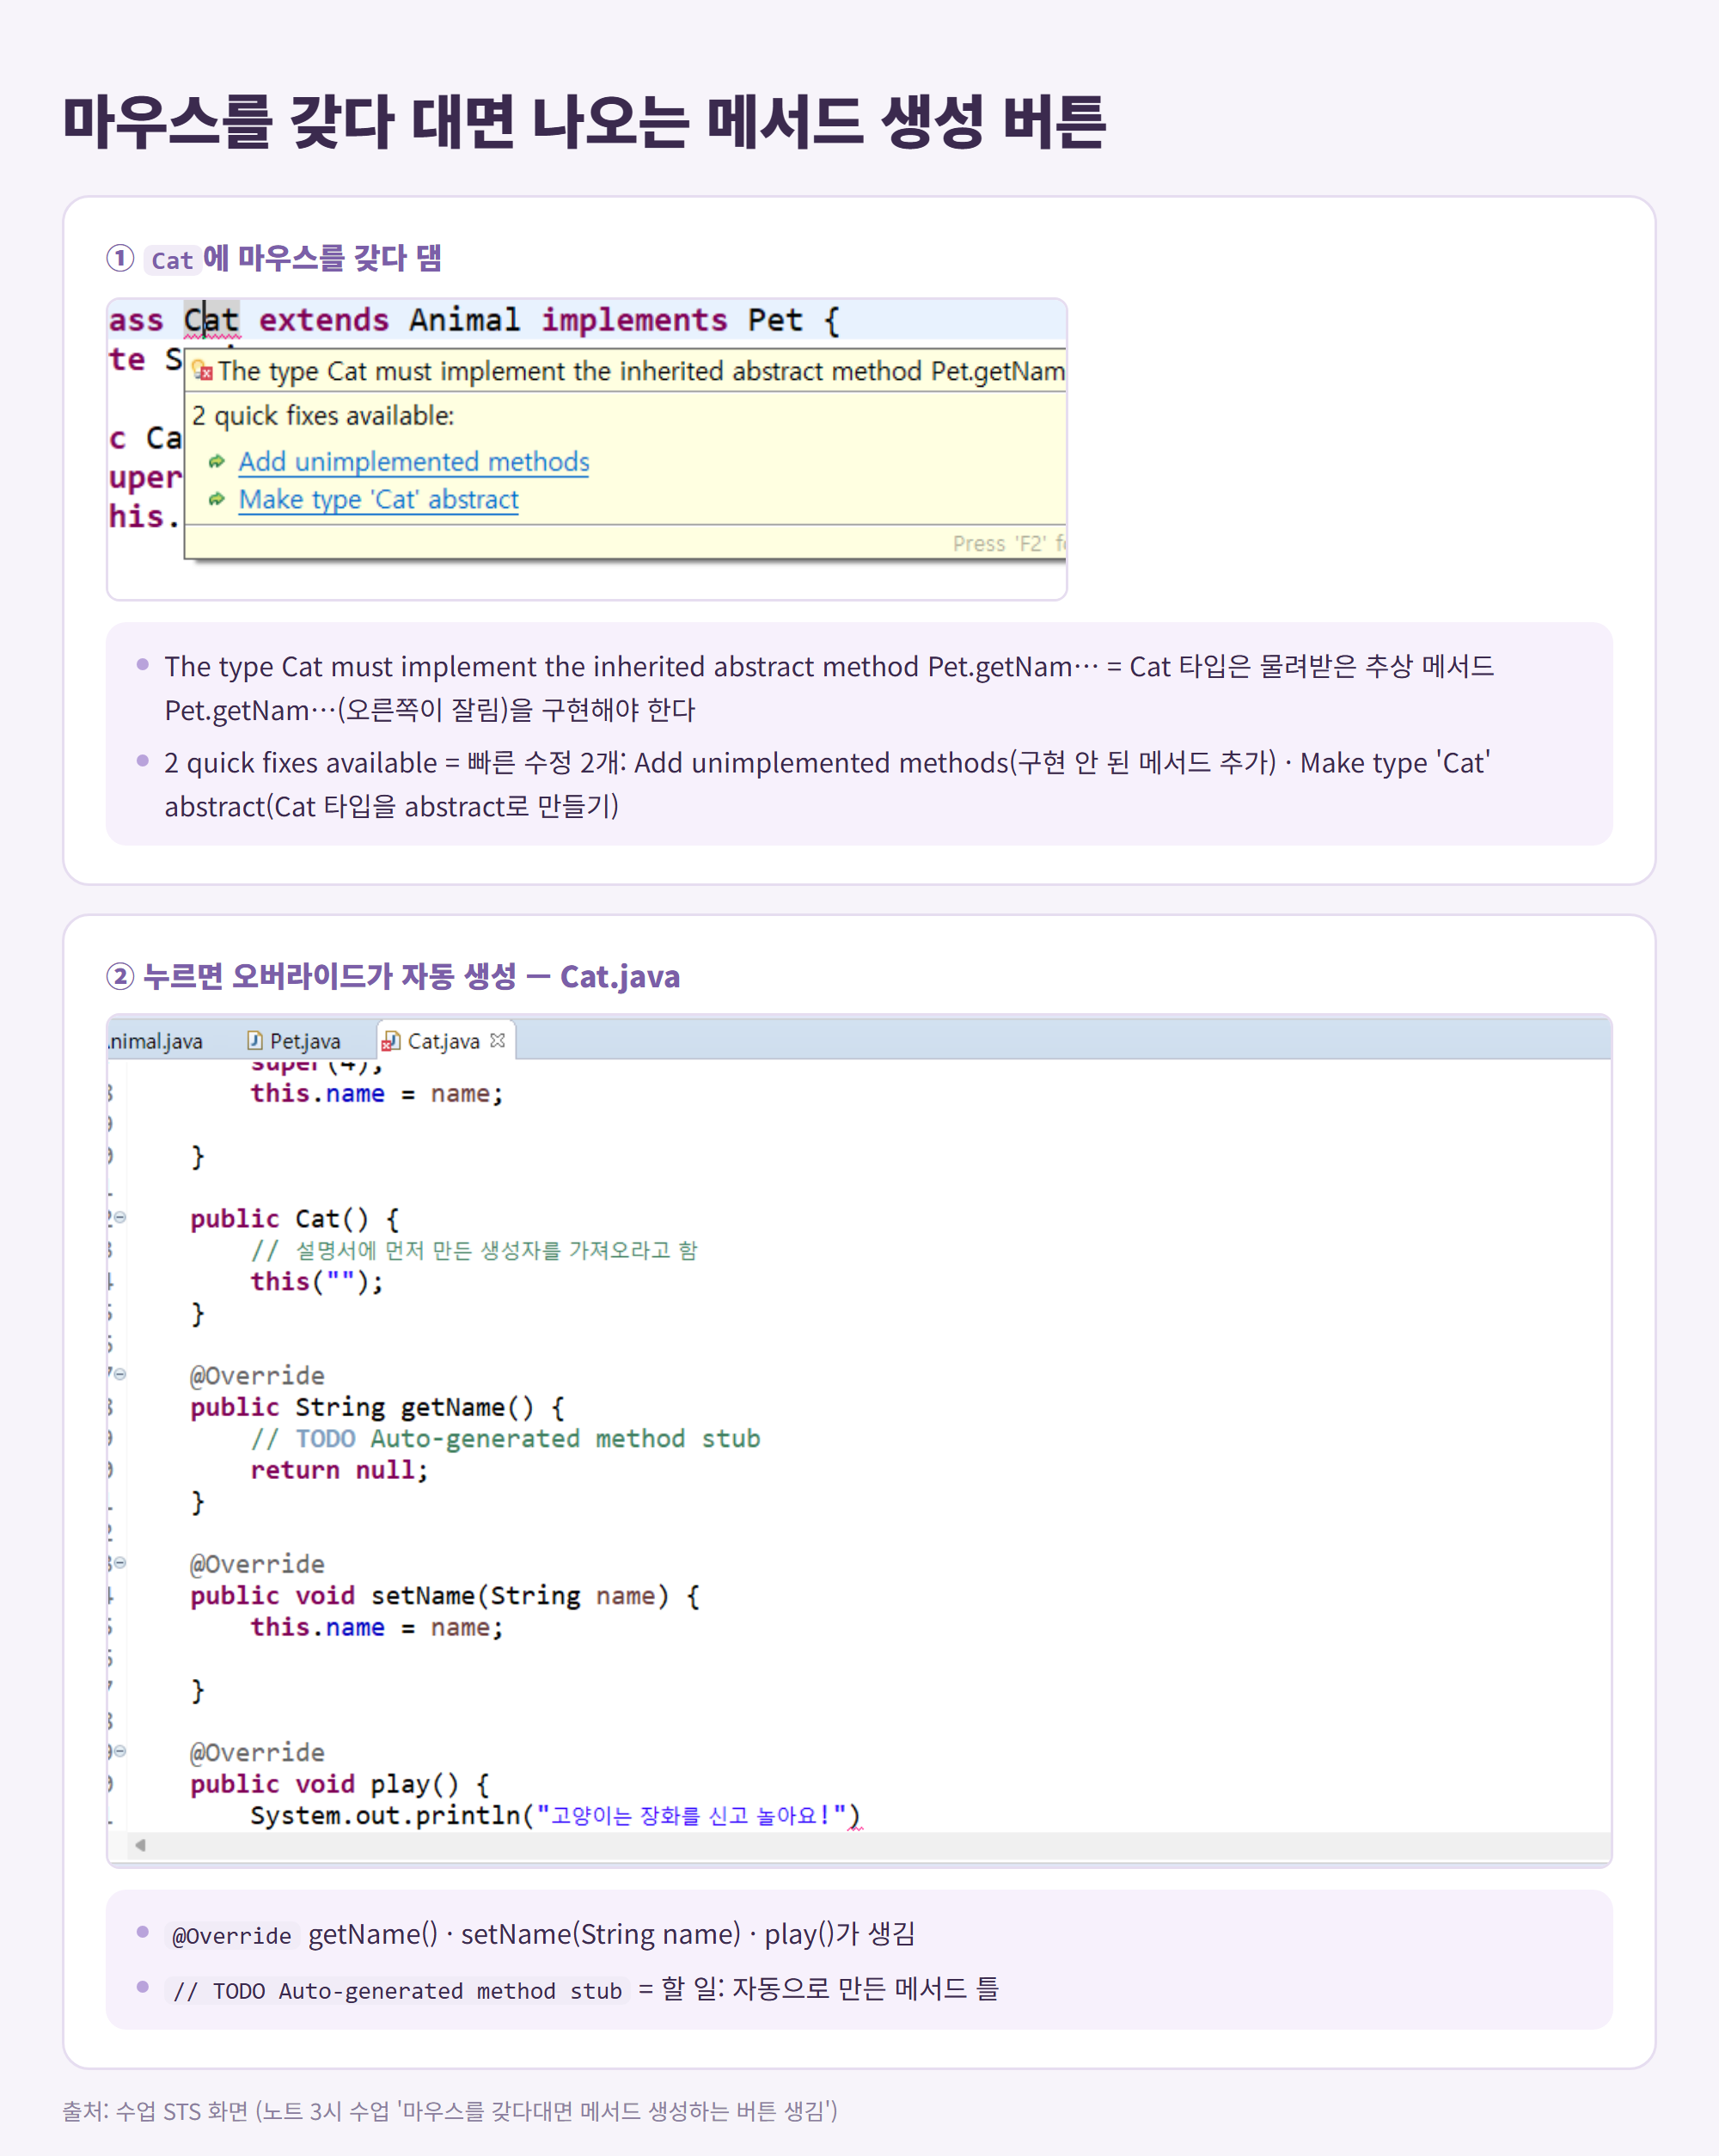 마우스를 갖다 대면 나오는 메서드 생성 버튼
① Cat에 마우스를 갖다 댐
ass Cat extends Animal implements Pet {
te S
The type Cat must implement the inherited abstract method Pet.getNam
2 quick fixes available:
c Ca
Add unimplemented methods
uper
Make type 'Cat' abstract
his.
Press 'F2' f
The type Cat must implement the inherited abstract method Pet.getNam… = Cat 타입은 물려받은 추상 메서드
Pet.getNam…(오른쪽이 잘림)을 구현해야 한다
2 quick fixes available = 빠른 수정 2개: Add unimplemented methods(구현 안 된 메서드 추가) · Make type 'Cat'
abstract(Cat 타입을 abstract로 만들기)
② 누르면 오버라이드가 자동 생성 — Cat.java
nimal.java Pet.java Cat.java
super(4);
this.name = name;
}
public Cat() {
// 설명서에 먼저 만든 생성자를 가져오라고 함
this("");
}
@Override
public String getName() {
// TODO Auto-generated method stub
return null;
}
@Override
public void setName(String name) {
this.name = name;
}
@Override
public void play() {
System.out.println("고양이는 장화를 신고 놀아요!")
@Override getName() · setName(String name) · play()가 생김
// TODO Auto-generated method stub = 할 일: 자동으로 만든 메서드 틀
출처: 수업 STS 화면 (노트 3시 수업 '마우스를 갖다대면 메서드 생성하는 버튼 생김')